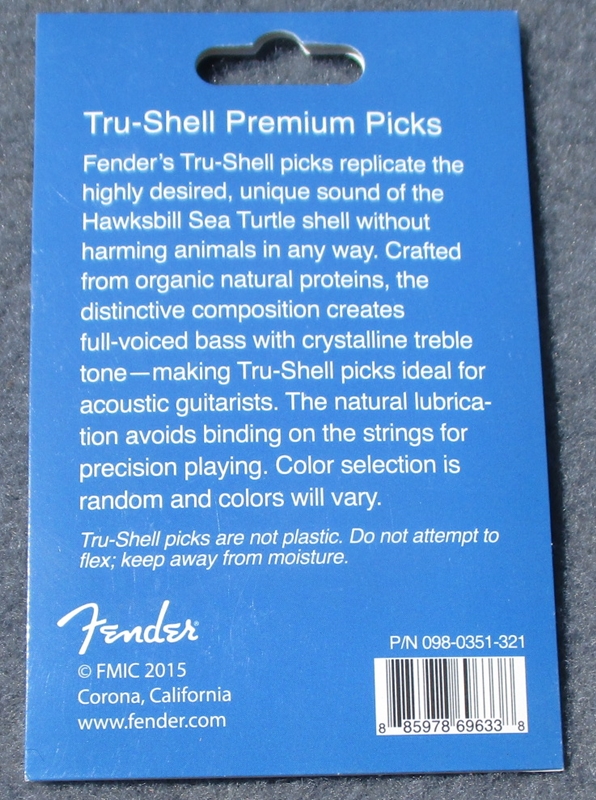 Tru-Shell Premium Picks
Fender's Tru-Shell picks replicate the
highly desired, unique sound of the
Hawksbill Sea Turtle shell without
harming animals in any way. Crafted
from organic natural proteins, the
distinctive composition creates
full-voiced bass with crystalline treble
tone—making Tru-Shell picks ideal for
acoustic guitarists. The natural lubrica-
tion avoids binding on the strings for
precision playing. Color selection is
random and colors will vary.
Tru-Shell picks are not plastic. Do not attempt to
flex; keep away from moisture.
Fender®
© FMIC 2015
Corona, California
www.fender.com
P/N 098-0351-321
8 85978 69633 8